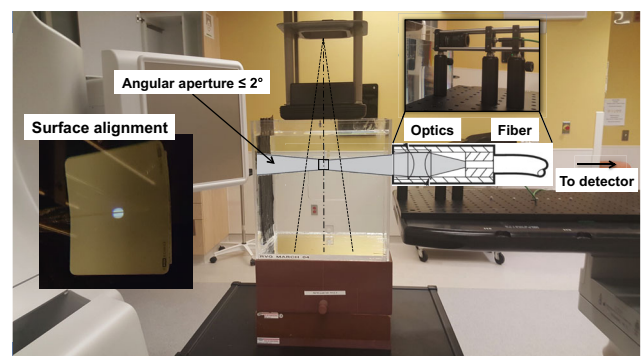 Angular aperture ≤ 2°
Surface alignment
Optics
Fiber
To detector